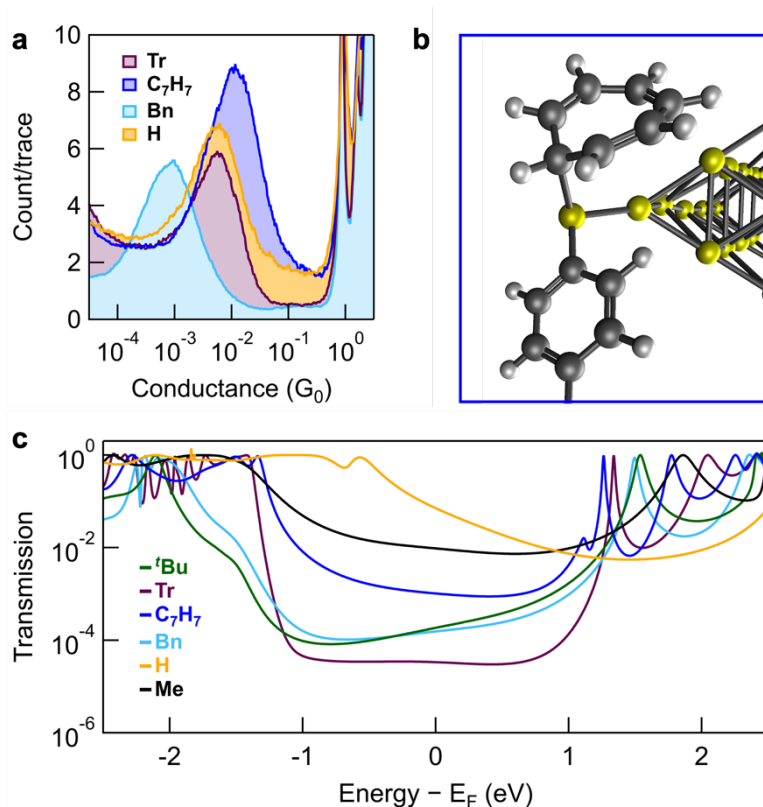 a
10
8
6
4
2
0
Count/trace
Tr
C₇H₇
Bn
H
10⁻⁴ 10⁻³ 10⁻² 10⁻¹ 10⁰
Conductance (G₀)
b
c
10⁰
10⁻²
10⁻⁴
10⁻⁶
Transmission
ᵗBu
Tr
C₇H₇
Bn
H
Me
-2 -1 0 1 2
Energy − E_F (eV)